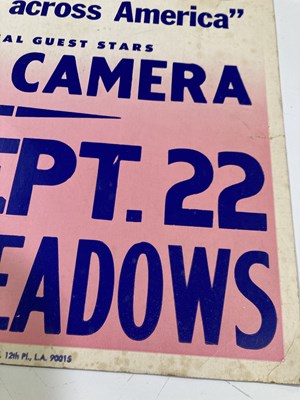 across America”
AL GUEST STARS
CAMERA
EPT. 22
EADOWS
12th Pl., L.A. 90015